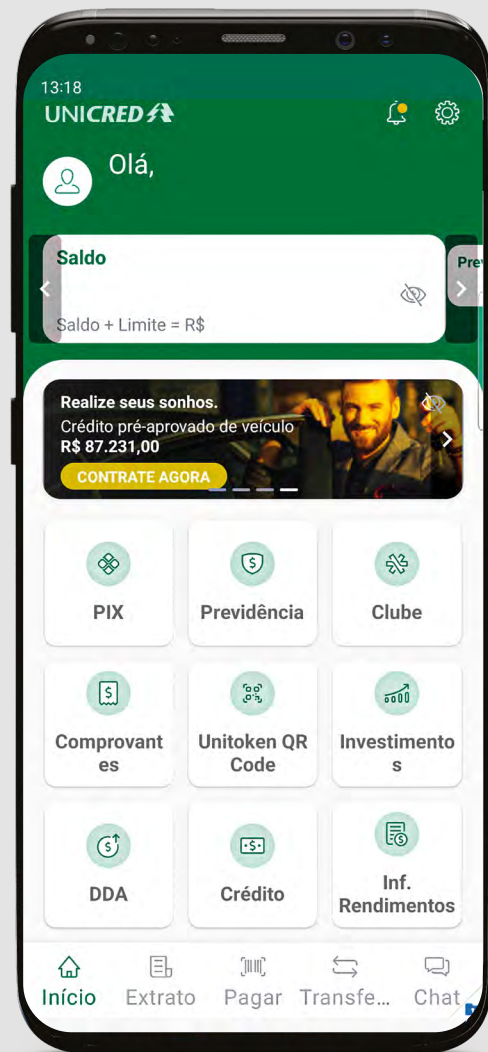 13:18
UNICRED
Olá,
Saldo
Saldo + Limite = R$
Realize seus sonhos.
Crédito pré-aprovado de veículo
R$ 87.231,00
CONTRATE AGORA
PIX
Previdência
Clube
Comprovant
es
Unitoken QR
Code
Investimento
s
DDA
Crédito
Inf.
Rendimentos
Início
Extrato
Pagar
Transfe...
Chat